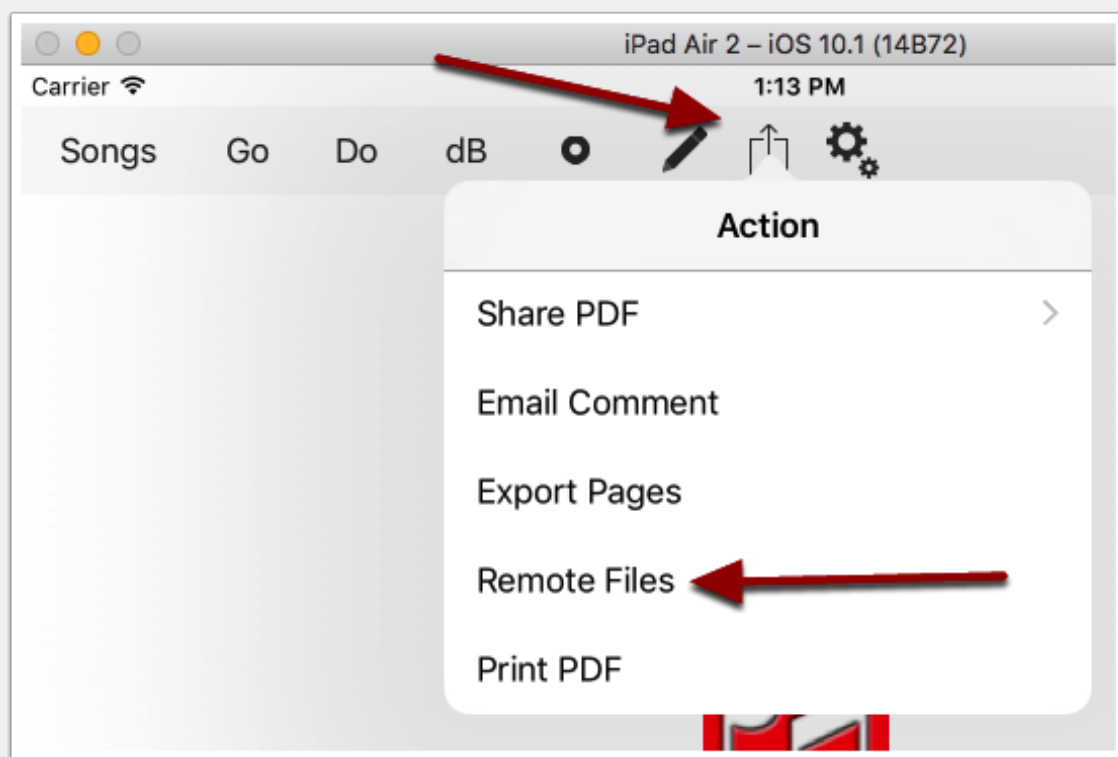 iPad Air 2 – iOS 10.1 (14B72)
Carrier 1:13 PM
Songs Go Do dB
Action
Share PDF
Email Comment
Export Pages
Remote Files
Print PDF